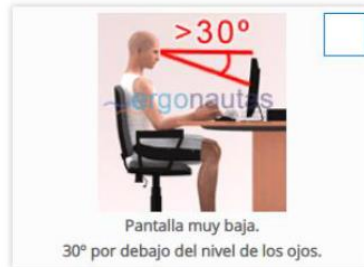 >30º
ergonautas
Pantalla muy baja.
30º por debajo del nivel de los ojos.